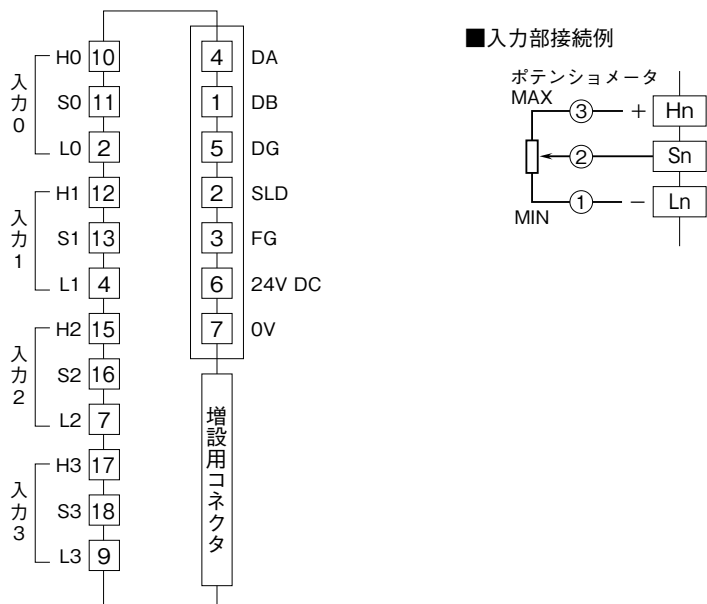 入力0
H0 10
S0 11
L0 2
入力1
H1 12
S1 13
L1 4
入力2
H2 15
S2 16
L2 7
入力3
H3 17
S3 18
L3 9
4 DA
1 DB
5 DG
2 SLD
3 FG
6 24V DC
7 0V
増設用コネクタ
■入力部接続例
ポテンショメータ
MAX
③ + Hn
② Sn
① − Ln
MIN